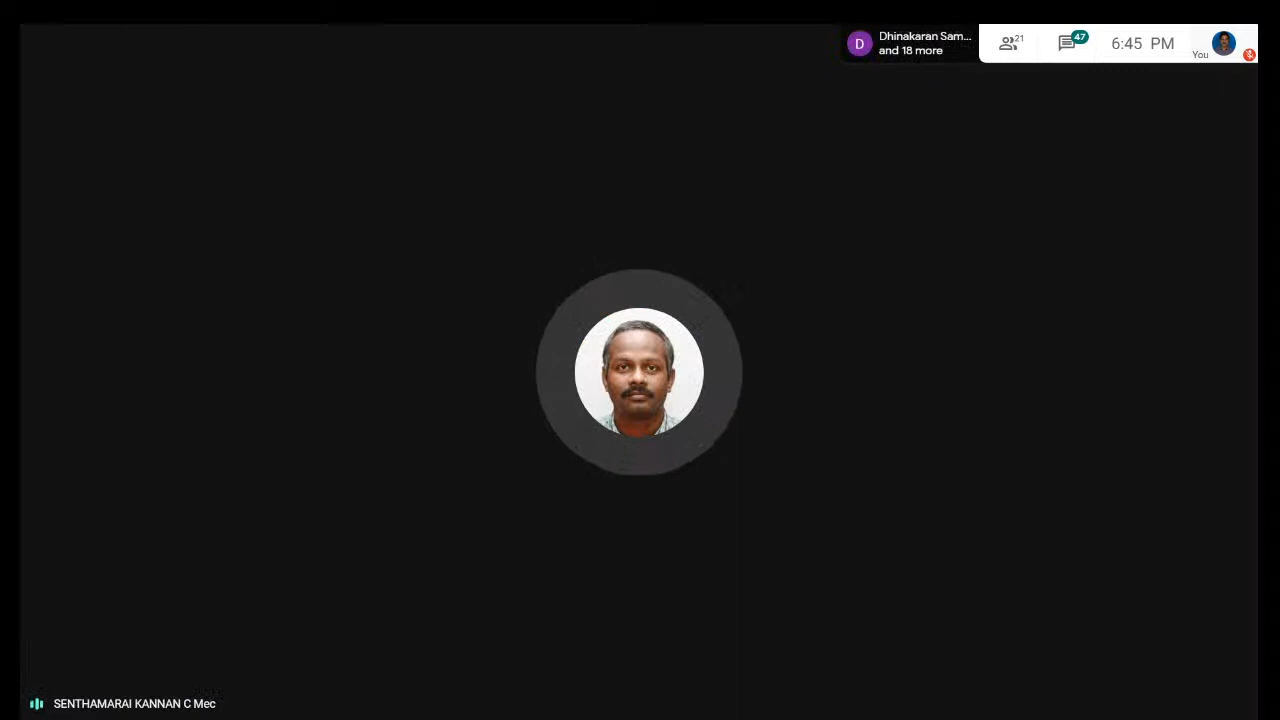 D
Dhinakaran Sam...
and 18 more
21
47
6:45 PM
You
SENTHAMARAI KANNAN C Mec